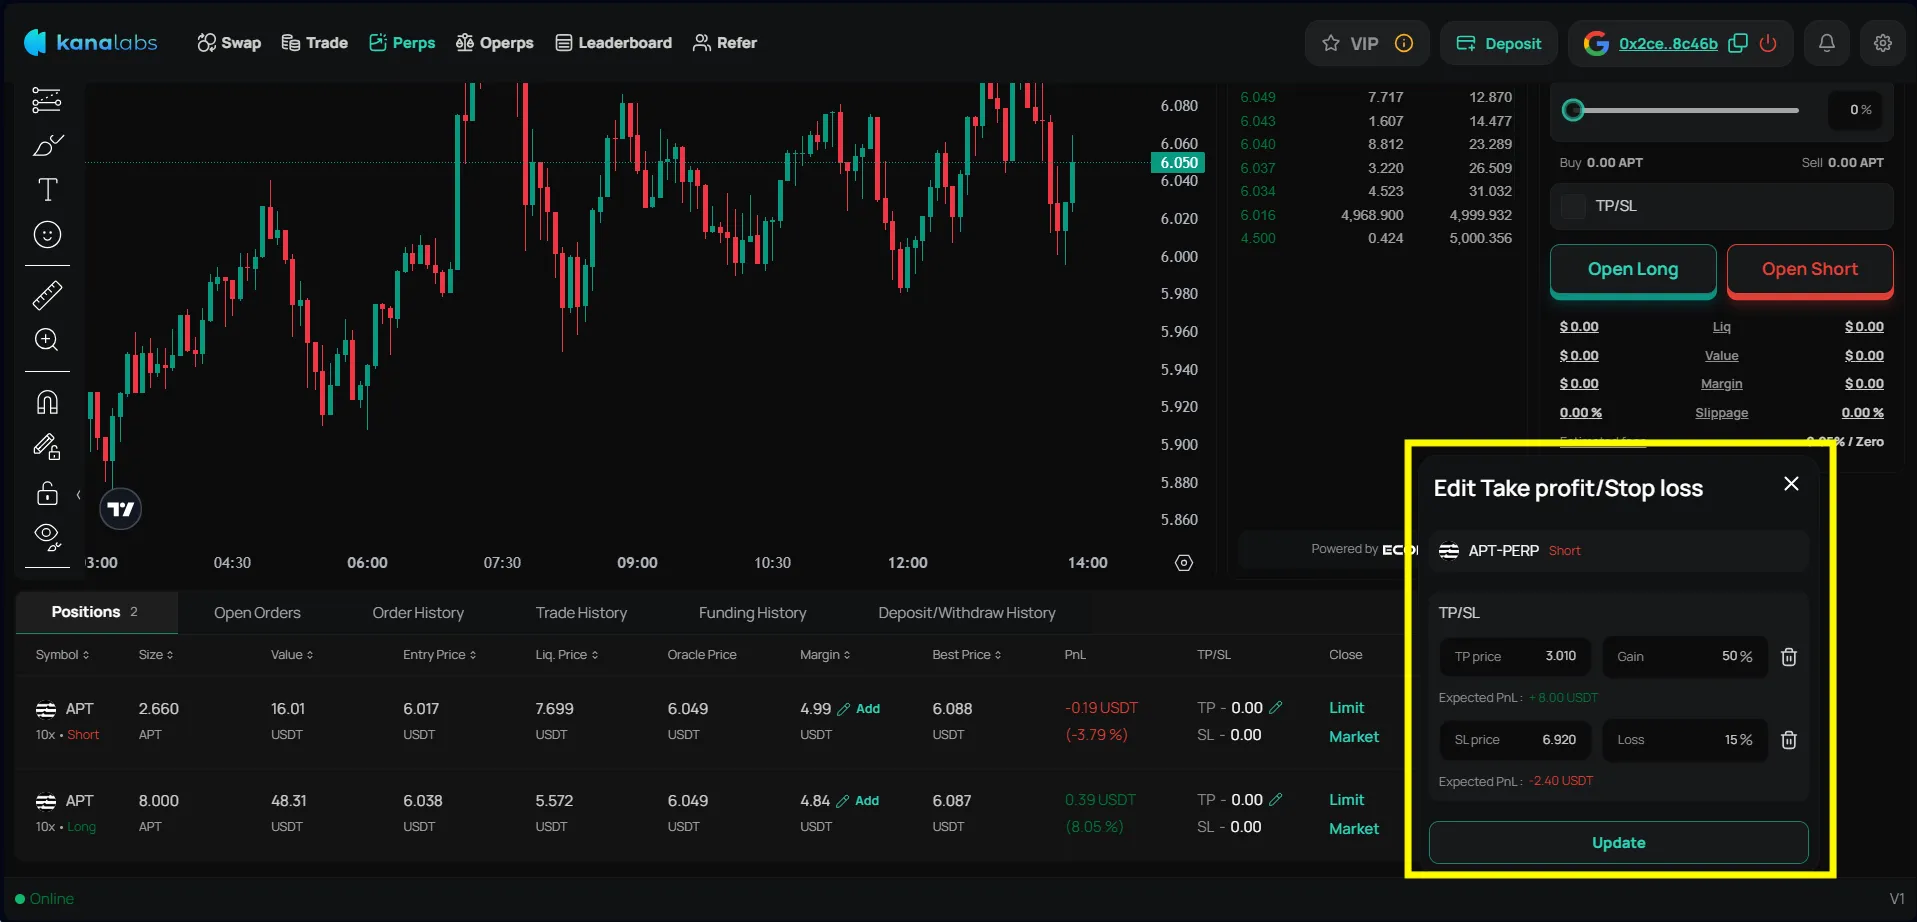 kanalabs Swap Trade Perps Operps Leaderboard Refer VIP Deposit 0x2ce..8c46b
6.080
6.060
6.050
6.040
6.020
6.000
5.980
5.960
5.940
5.920
5.900
5.880
5.860
3:00 04:30 06:00 07:30 09:00 10:30 12:00 14:00
6.049 7.717 12.870
6.043 1.607 14.477
6.040 8.812 23.289
6.037 3.220 26.509
6.034 4.523 31.032
6.016 4,968.900 4,999.932
4.500 0.424 5,000.356
Powered by
0 %
Buy 0.00 APT Sell 0.00 APT
TP/SL
Open Long Open Short
$ 0.00 Liq $ 0.00
$ 0.00 Value $ 0.00
$ 0.00 Margin $ 0.00
0.00 % Slippage 0.00 %
% / Zero
Positions 2 Open Orders Order History Trade History Funding History Deposit/Withdraw History
Symbol Size Value Entry Price Liq. Price Oracle Price Margin Best Price PnL TP/SL Close
APT 2.660 16.01 6.017 7.699 6.049 4.99 Add 6.088 -0.19 USDT TP - 0.00 Limit
10x • Short APT USDT USDT USDT USDT USDT USDT (-3.79 %) SL - 0.00 Market
APT 8.000 48.31 6.038 5.572 6.049 4.84 Add 6.087 0.39 USDT TP - 0.00 Limit
10x • Long APT USDT USDT USDT USDT USDT USDT (8.05 %) SL - 0.00 Market
Edit Take profit/Stop loss
APT-PERP Short
TP/SL
TP price 3.010 Gain 50 %
Expected PnL : + 8.00 USDT
SL price 6.920 Loss 15 %
Expected PnL : -2.40 USDT
Update
Online V1